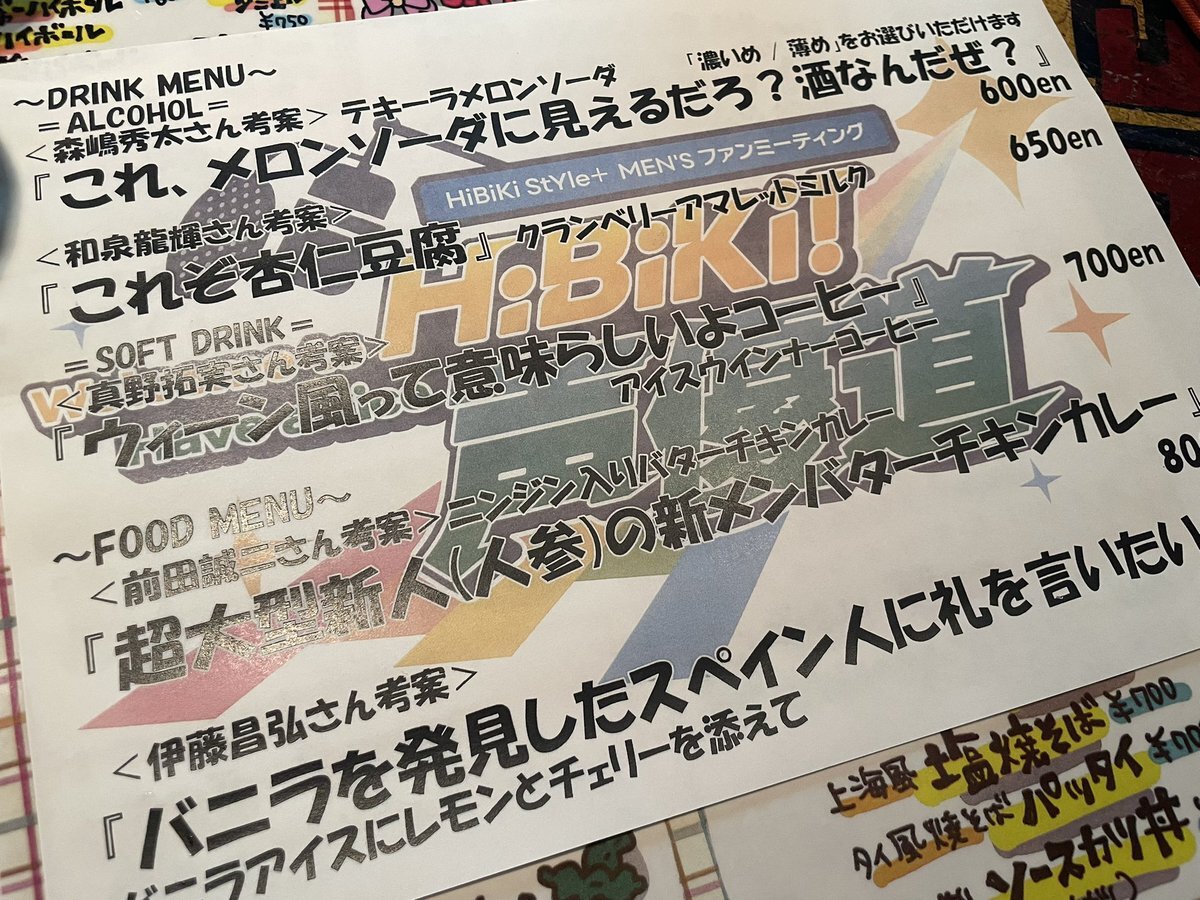 イボール
¥750
～DRINK MENU～
「濃いめ / 薄め」をお選びいただけます
＝ALCOHOL＝
＜森嶋秀太さん考案＞ テキーラメロンソーダ
『これ、メロンソーダに見えるだろ？酒なんだぜ？』
600en
HiBiKi StYle+ MEN'S ファンミーティング
＜和泉龍輝さん考案＞
650en
『これぞ杏仁豆腐』 クランベリーアマレットミルク
HiBiKi!
＝SOFT DRINK＝
＜真野拓実さん考案＞
700en
『ウィーン風って意味らしいよコーヒー』
アイスウインナーコーヒー
Have a
～FOOD MENU～
＜前田誠二さん考案＞ニンジン入りバターチキンカレー
『超大型新人(人参)の新メンバターチキンカレー』
80
＜伊藤昌弘さん考案＞
『バニラを発見したスペイン人に礼を言いたい
バニラアイスにレモンとチェリーを添えて
上海風 塩焼そば ¥700
タイ風焼そば パッタイ ¥70
ソースカツ丼